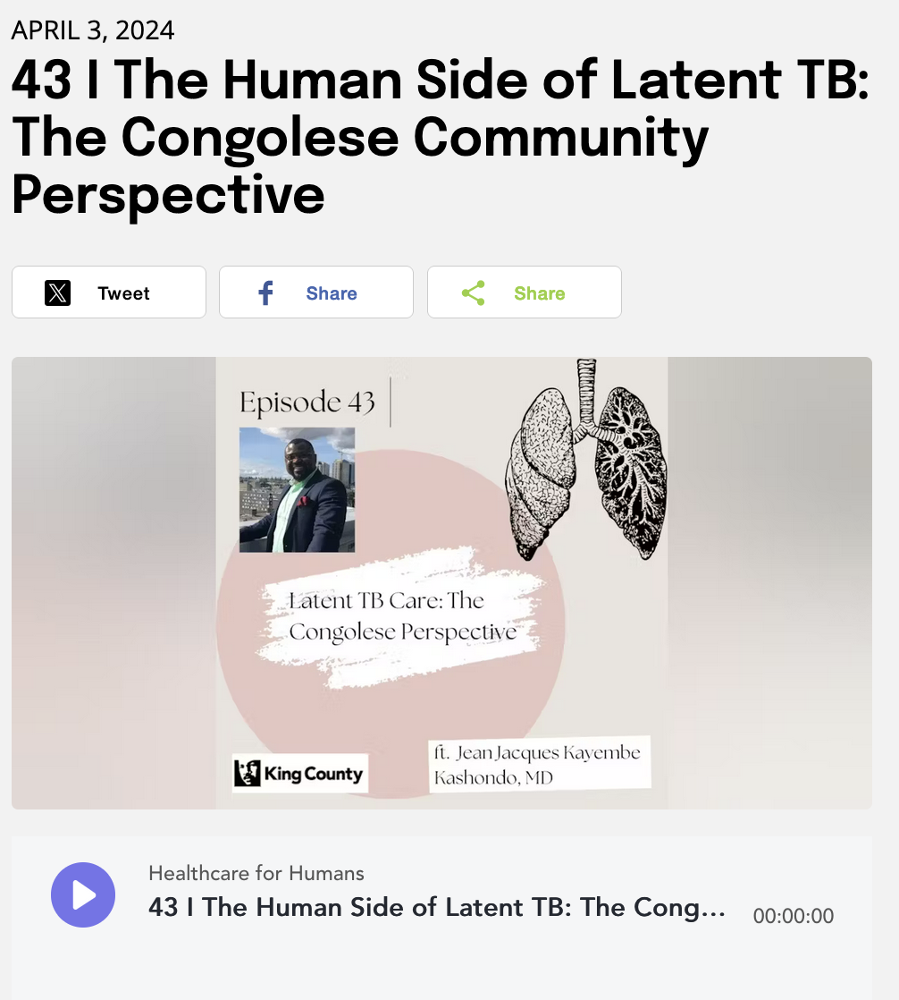 APRIL 3, 2024
43 I The Human Side of Latent TB:
The Congolese Community
Perspective
Tweet
Share
Share
Episode 43
Latent TB Care: The
Congolese Perspective
King County
ft. Jean Jacques Kayembe
Kashondo, MD
Healthcare for Humans
43 I The Human Side of Latent TB: The Cong...
00:00:00